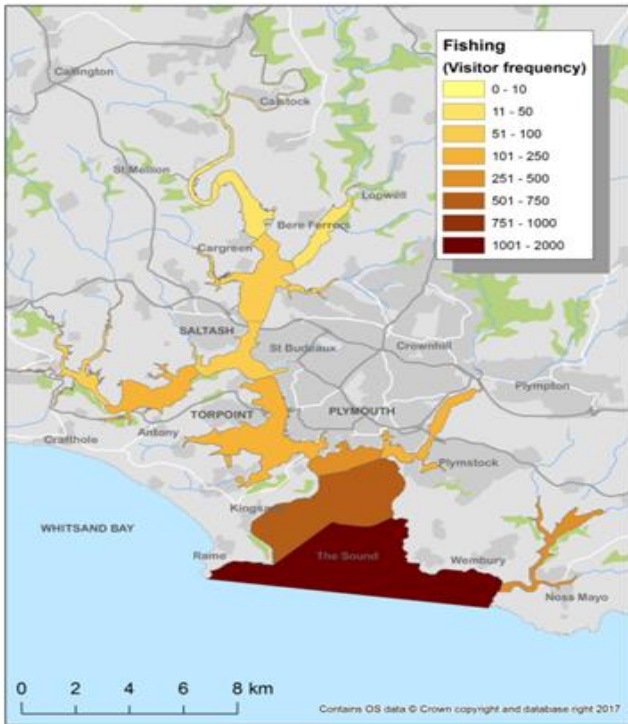 Fishing
(Visitor frequency)
0 - 10
11 - 50
51 - 100
101 - 250
251 - 500
501 - 750
751 - 1000
1001 - 2000
Callington
Calstock
St Mellion
Lopwell
Bere Ferrers
Cargreen
SALTASH
St Budeaux
Crownhill
Plympton
TORPOINT
PLYMOUTH
Crafthole
Antony
Plymstock
Kingsa
WHITSAND BAY
Rame
The Sound
Wembury
Noss Mayo
0 2 4 8 km
Contains OS data © Crown copyright and database right 2017